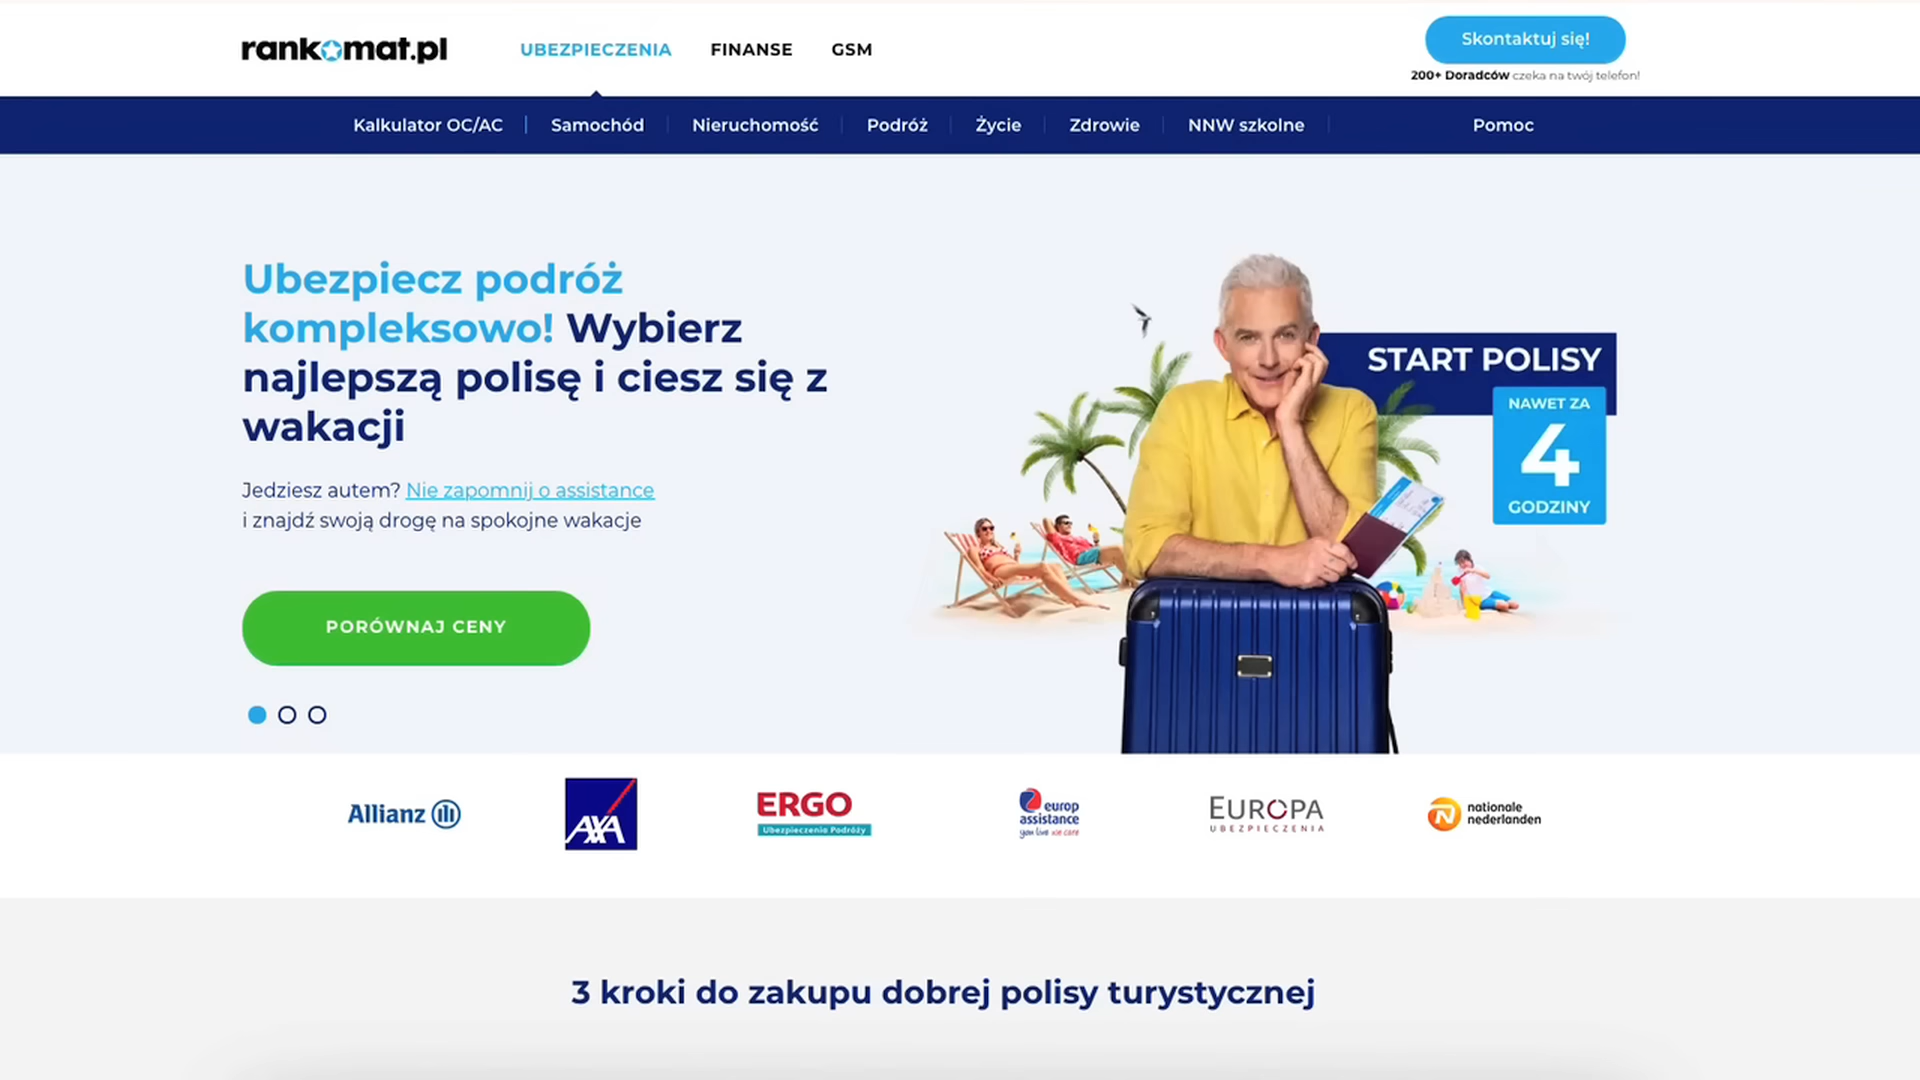 rankomat.pl
UBEZPIECZENIA
FINANSE
GSM
Skontaktuj się!
200+ Doradców czeka na twój telefon!
Kalkulator OC/AC
Samochód
Nieruchomość
Podróż
Życie
Zdrowie
NNW szkolne
Pomoc
Ubezpiecz podróż
kompleksowo! Wybierz
najlepszą polisę i ciesz się z
wakacji
Jedziesz autem? Nie zapomnij o assistance
i znajdź swoją drogę na spokojne wakacje
PORÓWNAJ CENY
START POLISY
NAWET ZA
4
GODZINY
Allianz
AXA
ERGO
Ubezpieczenia Podróży
europ
assistance
you live we care
EUROPA
UBEZPIECZENIA
nationale
nederlanden
3 kroki do zakupu dobrej polisy turystycznej